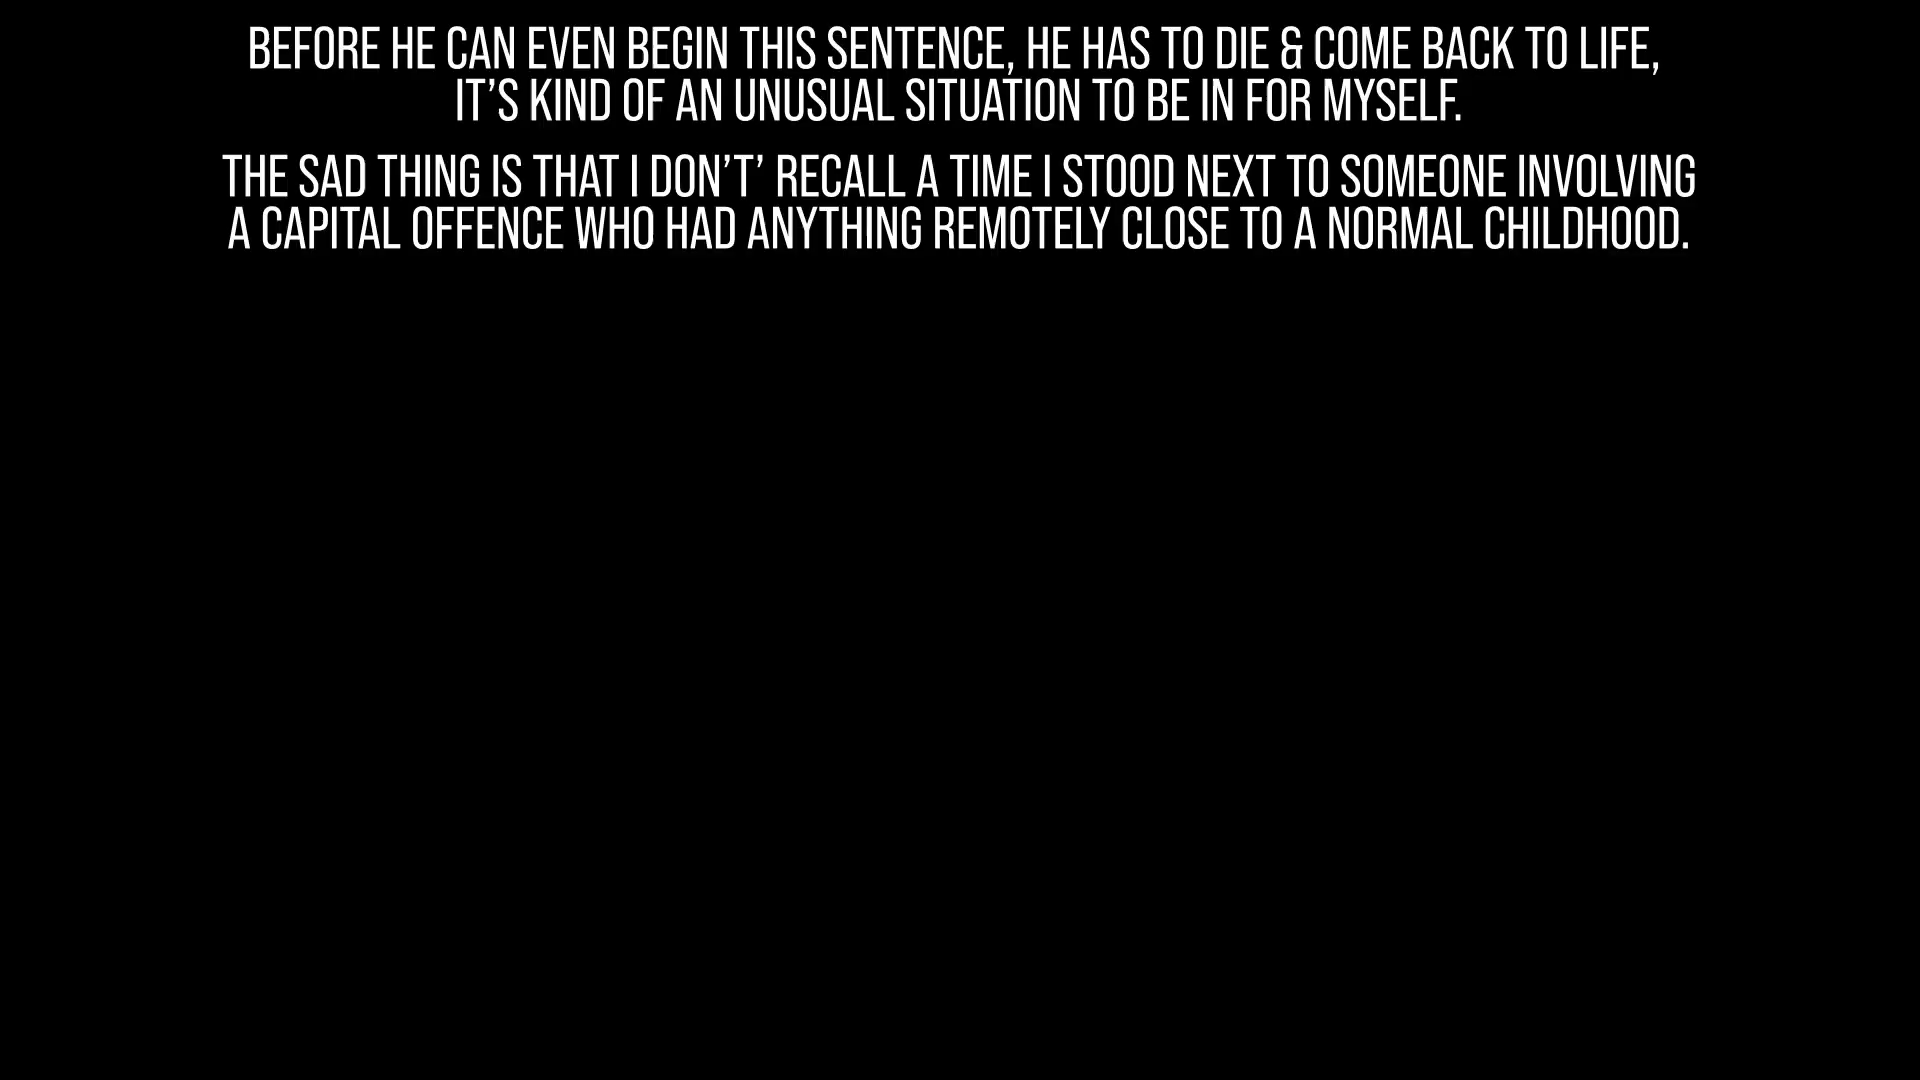 BEFORE HE CAN EVEN BEGIN THIS SENTENCE, HE HAS TO DIE & COME BACK TO LIFE,
IT’S KIND OF AN UNUSUAL SITUATION TO BE IN FOR MYSELF.
THE SAD THING IS THAT I DON’T’ RECALL A TIME I STOOD NEXT TO SOMEONE INVOLVING
A CAPITAL OFFENCE WHO HAD ANYTHING REMOTELY CLOSE TO A NORMAL CHILDHOOD.